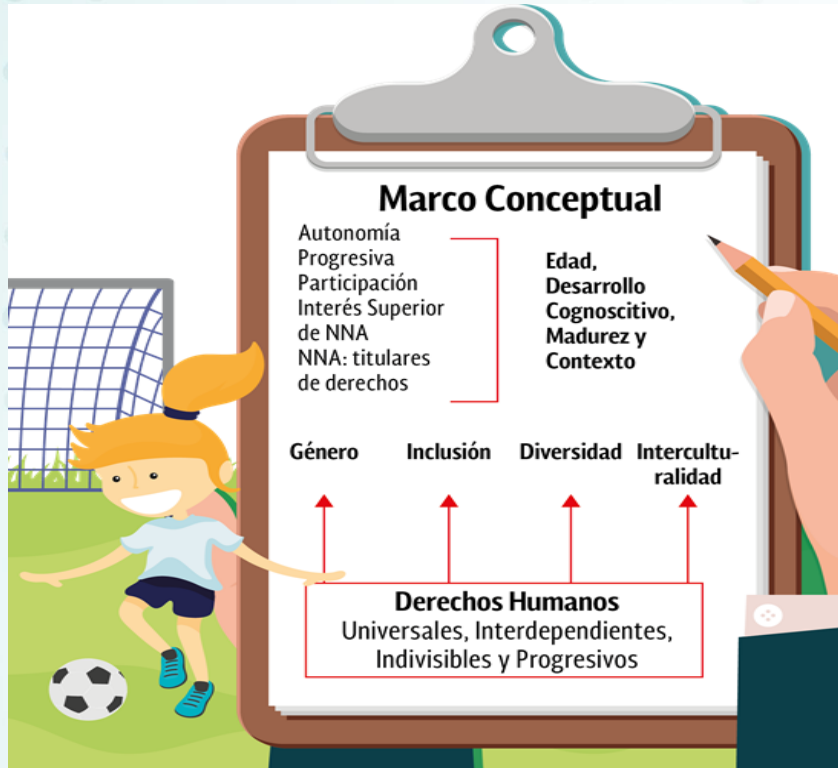 Marco Conceptual
Autonomía
Progresiva
Participación
Interés Superior
de NNA
NNA: titulares
de derechos
Edad,
Desarrollo
Cognoscitivo,
Madurez y
Contexto
Género
Inclusión
Diversidad
Intercultu-
ralidad
Derechos Humanos
Universales, Interdependientes,
Indivisibles y Progresivos